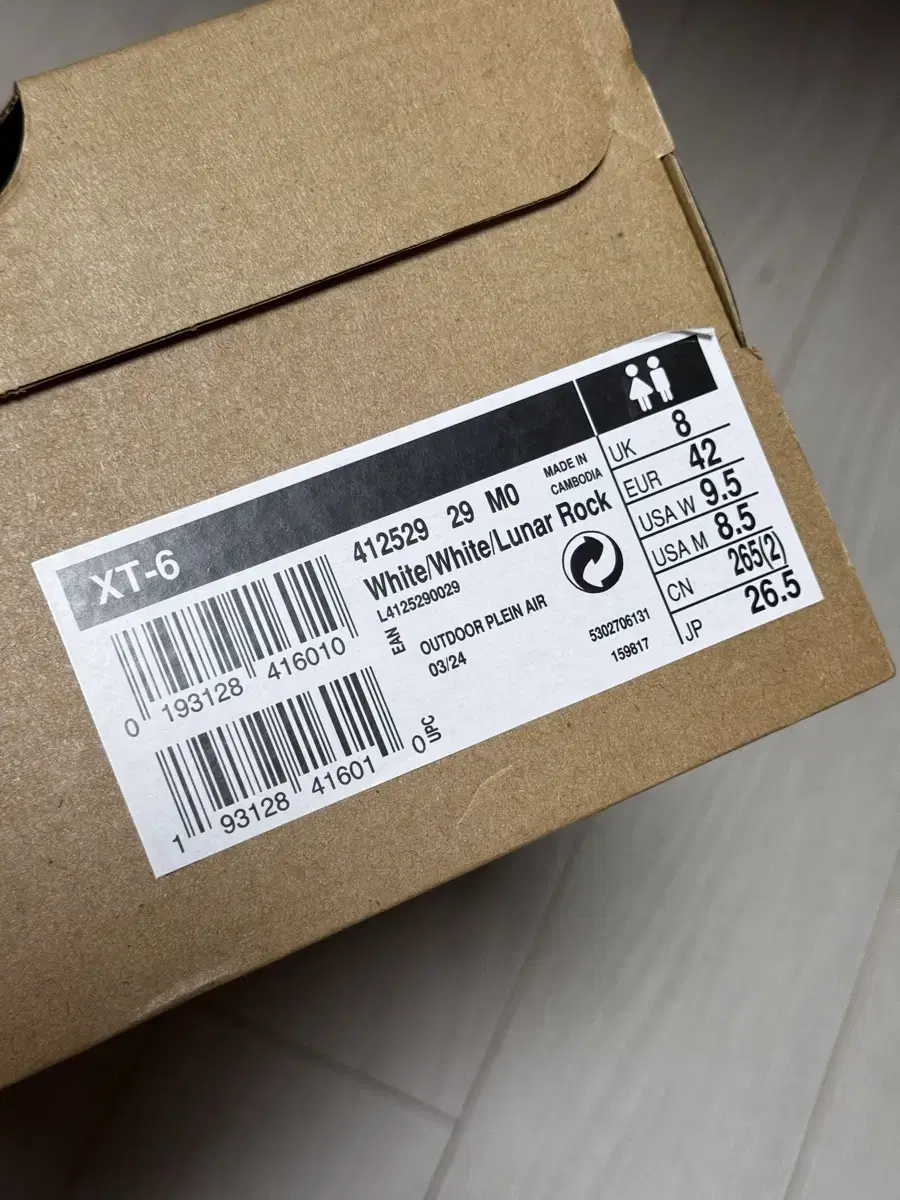 XT-6
0 193128 416010
EAN
1 93128 41601 0
UPC
412529 29 M0
MADE IN
CAMBODIA
White/White/Lunar Rock
L4125290029
OUTDOOR PLEIN AIR
03/24
5302706131
159817
UK 8
EUR 42
USA W 9.5
USA M 8.5
CN 265(2)
JP 26.5